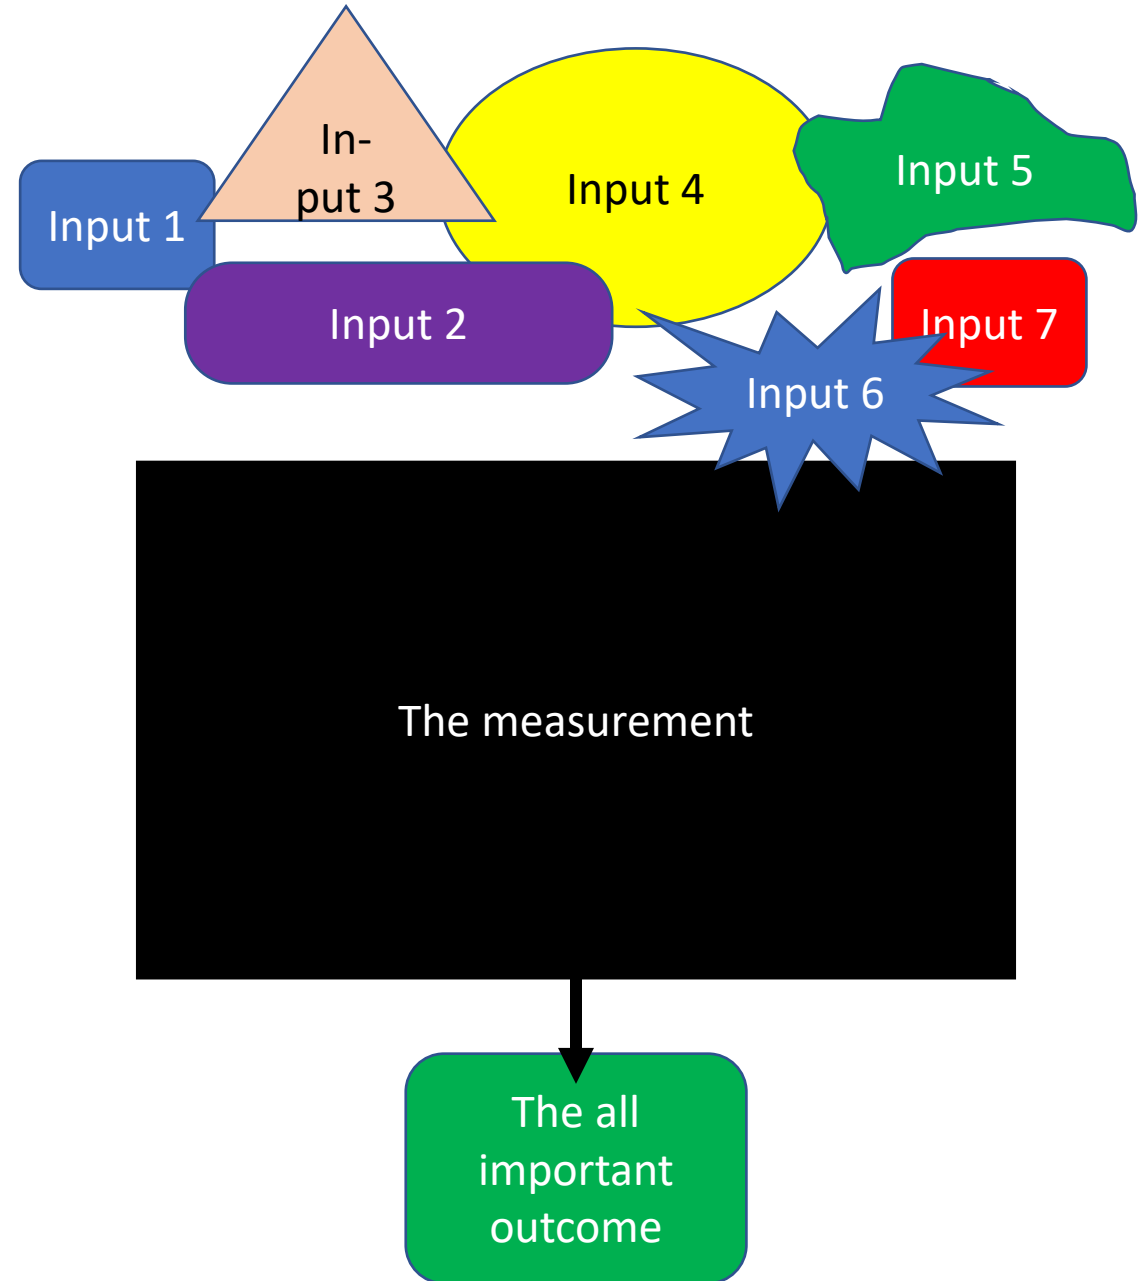 In-
put 3
Input 4
Input 5
Input 1
Input 2
Input 7
Input 6
The measurement
The all
important
outcome